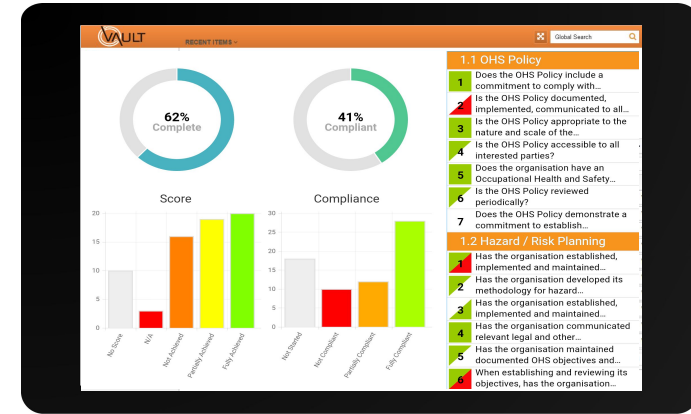 VAULT
RECENT ITEMS
Global Search
62%
Complete
41%
Compliant
Score
20
15
10
5
0
No Score
N/A
Not Achieved
Partially Achieved
Fully Achieved
Compliance
30
25
20
15
10
5
0
Not Started
Not Compliant
Partially Compliant
Fully Compliant
1.1 OHS Policy
1
Does the OHS Policy include a
commitment to comply with...
2
Is the OHS Policy documented,
implemented, communicated to all...
3
Is the OHS Policy appropriate to the
nature and scale of the...
4
Is the OHS Policy accessible to all
interested parties?
5
Does the organisation have an
Occupational Health and Safety...
6
Is the OHS Policy reviewed
periodically?
7
Does the OHS Policy demonstrate a
commitment to establish...
1.2 Hazard / Risk Planning
1
Has the organisation established,
implemented and maintained...
2
Has the organisation developed its
methodology for hazard...
3
Has the organisation established,
implemented and maintained...
4
Has the organisation communicated
relevant legal and other...
5
Has the organisation maintained
documented OHS objectives and...
6
When establishing and reviewing its
objectives, has the organisation...